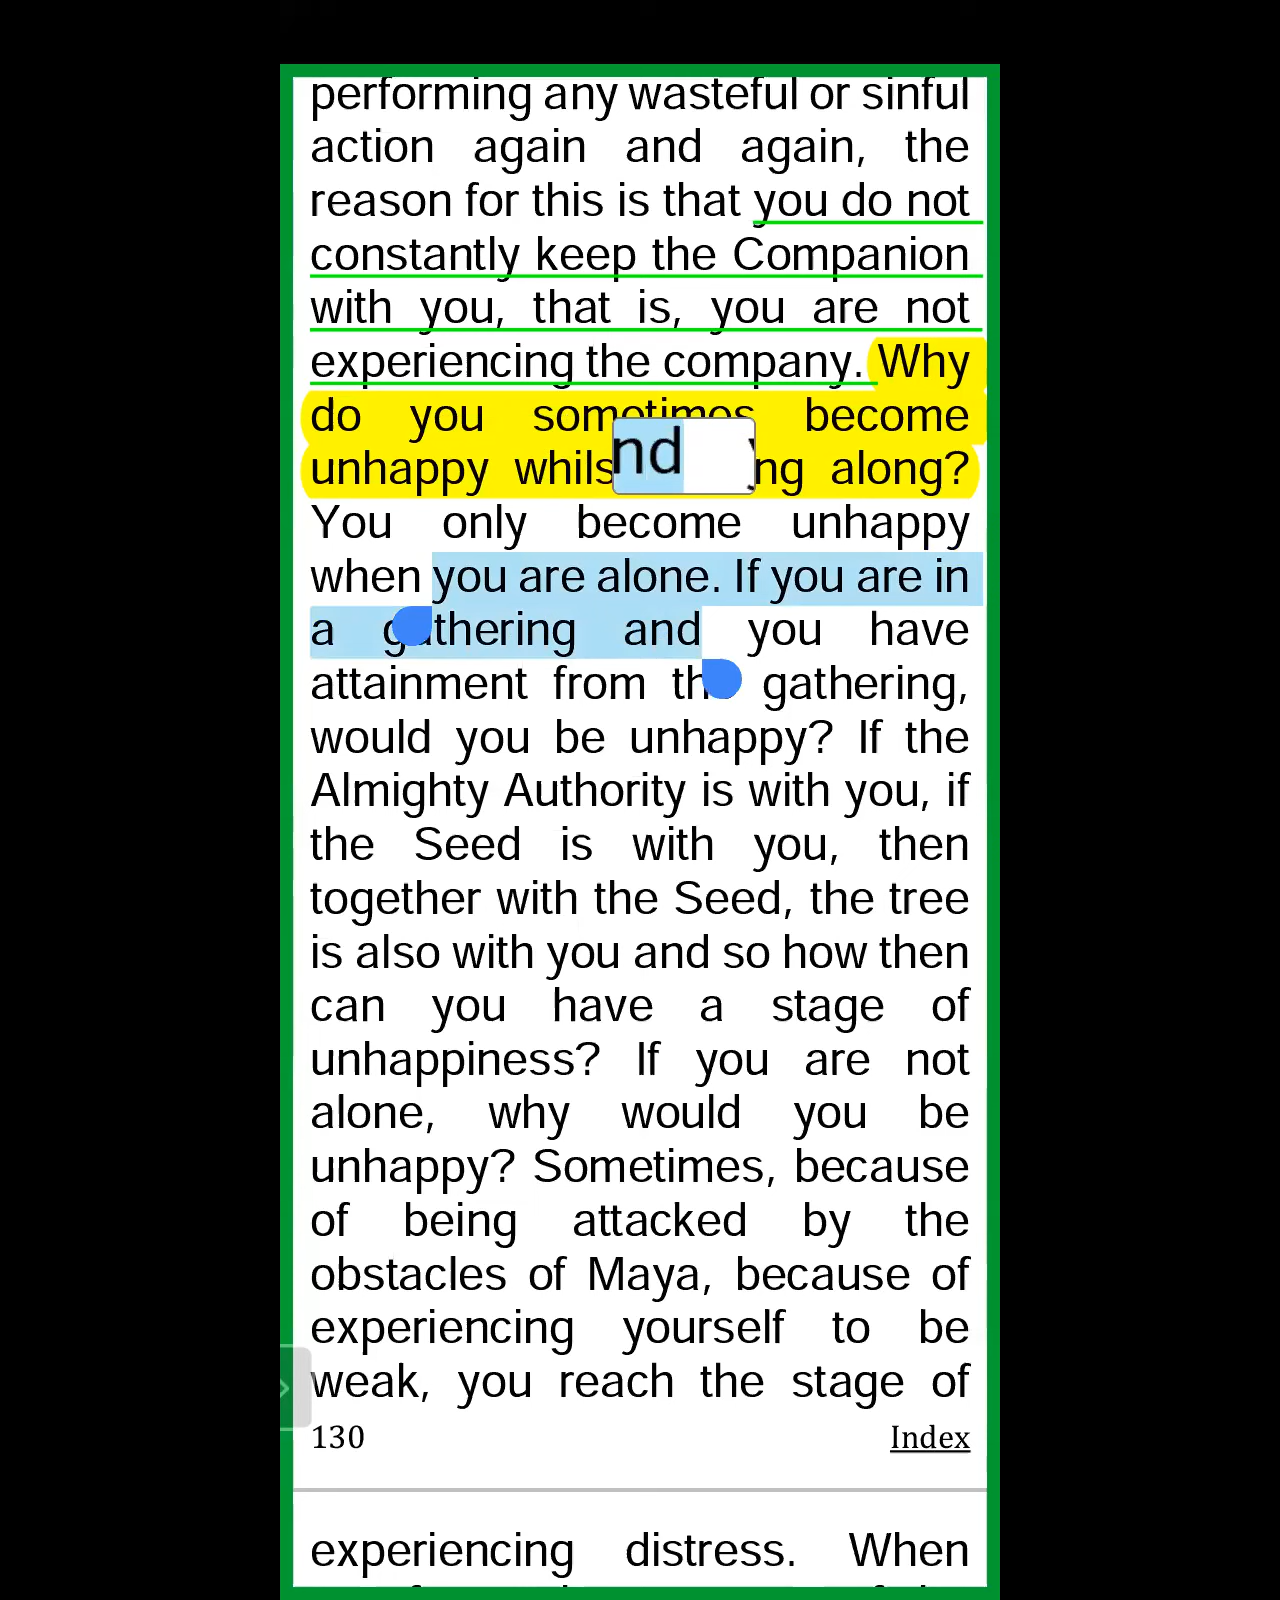 performing any wasteful or sinful
action again and again, the
reason for this is that you do not
constantly keep the Companion
with you, that is, you are not
experiencing the company. Why
do you sometimes become
unhappy whils nd ng along?
You only become unhappy
when you are alone. If you are in
a gathering and you have
attainment from the gathering,
would you be unhappy? If the
Almighty Authority is with you, if
the Seed is with you, then
together with the Seed, the tree
is also with you and so how then
can you have a stage of
unhappiness? If you are not
alone, why would you be
unhappy? Sometimes, because
of being attacked by the
obstacles of Maya, because of
experiencing yourself to be
weak, you reach the stage of
130 Index
experiencing distress. When